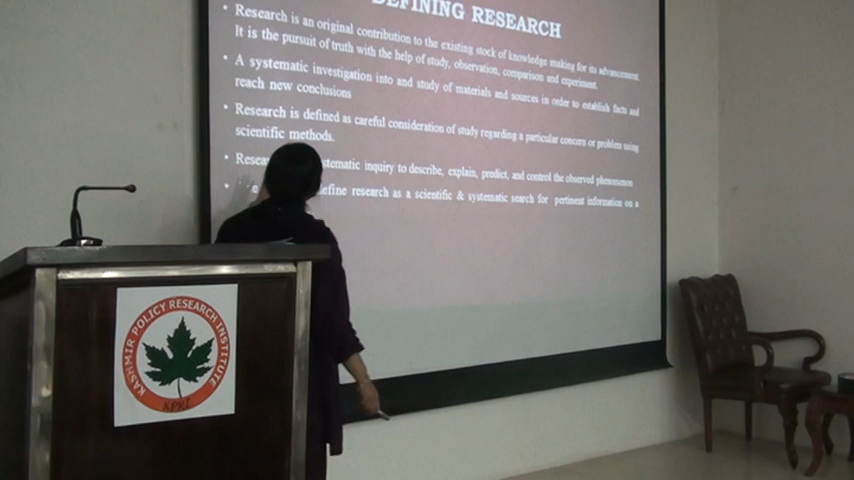 DEFINING RESEARCH
• Research is an original contribution to the existing stock of knowledge making for its advancement.
It is the pursuit of truth with the help of study, observation, comparison and experiment.
• A systematic investigation into and study of materials and sources in order to establish facts and
reach new conclusions
• Research is defined as careful consideration of study regarding a particular concern or problem using
scientific methods.
• inquiry to describe, explain, predict, and control the observed phenomenon
• define research as a scientific & systematic search for pertinent information on a
KASHMIR POLICY RESEARCH INSTITUTE
KPRI